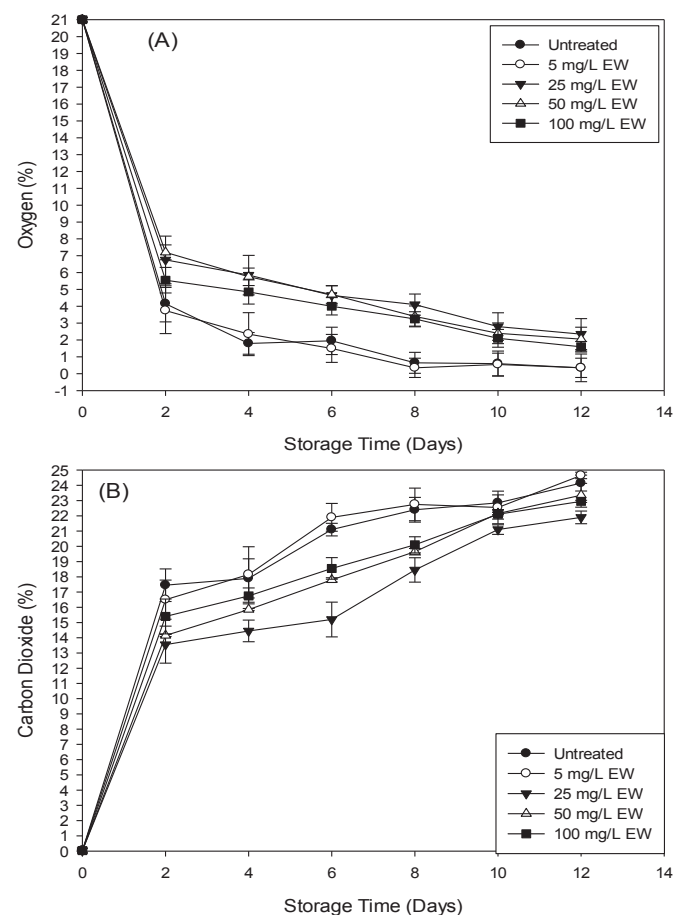 (A)
Untreated
5 mg/L EW
25 mg/L EW
50 mg/L EW
100 mg/L EW
Oxygen (%)
21
20
19
18
17
16
15
14
13
12
11
10
9
8
7
6
5
4
3
2
1
0
-1
0 2 4 6 8 10 12 14
Storage Time (Days)
(B)
Carbon Dioxide (%)
25
24
23
22
21
20
19
18
17
16
15
14
13
12
11
10
9
8
7
6
5
4
3
2
1
0
Untreated
5 mg/L EW
25 mg/L EW
50 mg/L EW
100 mg/L EW
0 2 4 6 8 10 12 14
Storage Time (Days)